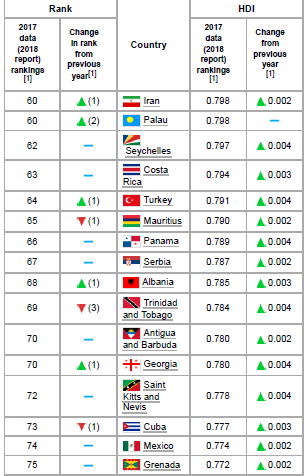 Rank HDI
2017 data (2018 report) rankings [1] Change in rank from previous year[1] Country 2017 data (2018 report) rankings [1] Change from previous year [1]
60 ▲ (1) Iran 0.798 ▲ 0.002
60 ▲ (2) Palau 0.798 –
62 – Seychelles 0.797 ▲ 0.004
63 – Costa Rica 0.794 ▲ 0.003
64 ▲ (1) Turkey 0.791 ▲ 0.004
65 ▼ (1) Mauritius 0.790 ▲ 0.002
66 – Panama 0.789 ▲ 0.004
67 – Serbia 0.787 ▲ 0.002
68 ▲ (1) Albania 0.785 ▲ 0.003
69 ▼ (3) Trinidad and Tobago 0.784 ▲ 0.004
70 – Antigua and Barbuda 0.780 ▲ 0.002
70 ▲ (1) Georgia 0.780 ▲ 0.004
72 – Saint Kitts and Nevis 0.778 ▲ 0.004
73 ▼ (1) Cuba 0.777 ▲ 0.003
74 – Mexico 0.774 ▲ 0.002
75 – Grenada 0.772 ▲ 0.002